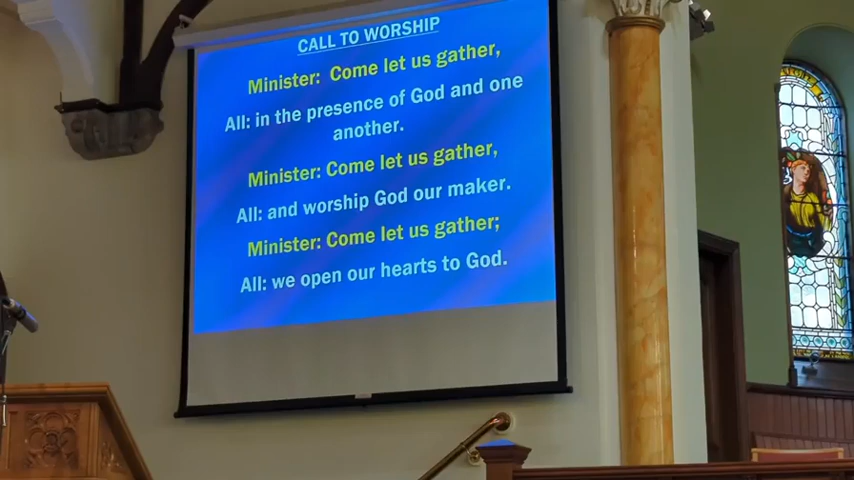 CALL TO WORSHIP
Minister: Come let us gather,
All: in the presence of God and one
another.
Minister: Come let us gather,
All: and worship God our maker.
Minister: Come let us gather;
All: we open our hearts to God.